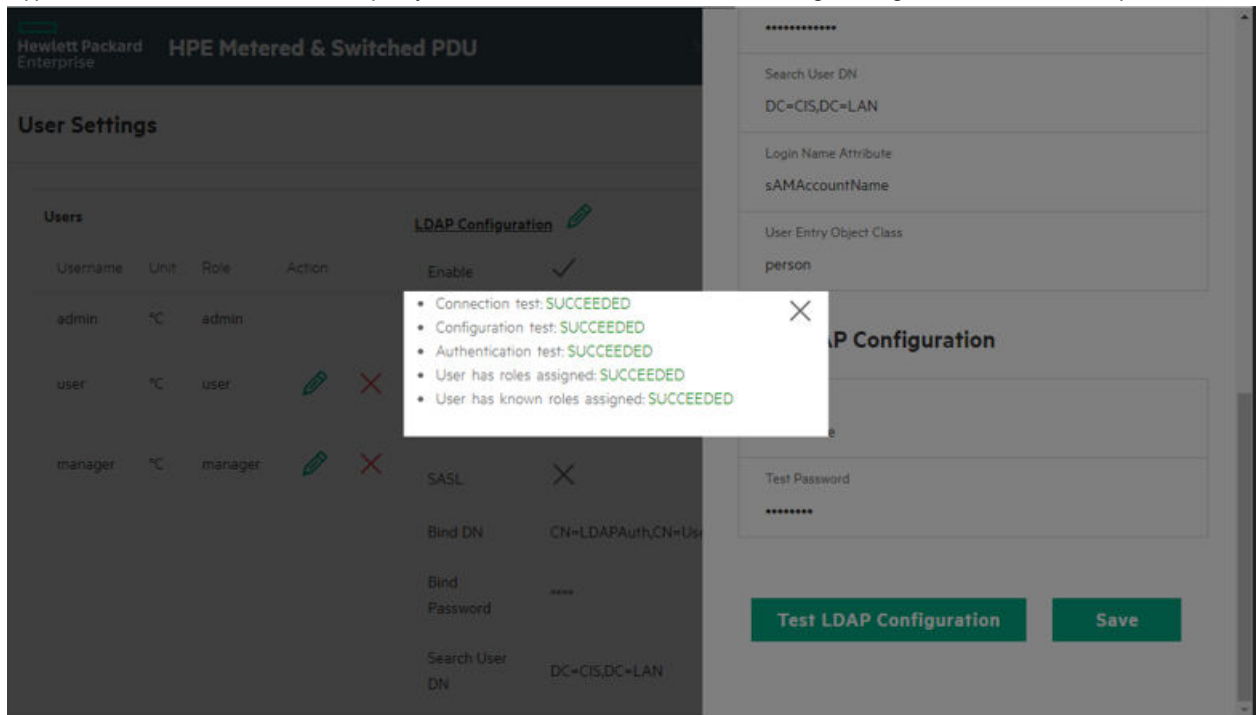 Hewlett Packard
Enterprise
HPE Metered & Switched PDU
User Settings
Users
Username Unit Role Action
admin °C admin
user °C user
manager °C manager
LDAP Configuration
Enable
• Connection test: SUCCEEDED
• Configuration test: SUCCEEDED
• Authentication test: SUCCEEDED
• User has roles assigned: SUCCEEDED
• User has known roles assigned: SUCCEEDED
SASL
Bind DN CN=LDAPAuth,CN=Use
Bind
Password ••••
Search User
DN DC=CIS,DC=LAN
••••••••••••
Search User DN
DC=CIS,DC=LAN
Login Name Attribute
sAMAccountName
User Entry Object Class
person
P Configuration
Test Password
••••••••
Test LDAP Configuration
Save